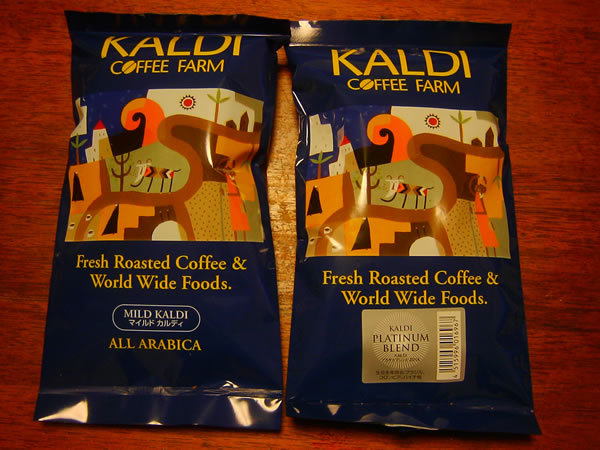 KALDI
COFFEE FARM
Fresh Roasted Coffee &
World Wide Foods.
MILD KALDI
マイルド カルディ
ALL ARABICA
KALDI
COFFEE FARM
Fresh Roasted Coffee &
World Wide Foods.
KALDI
PLATINUM
BLEND